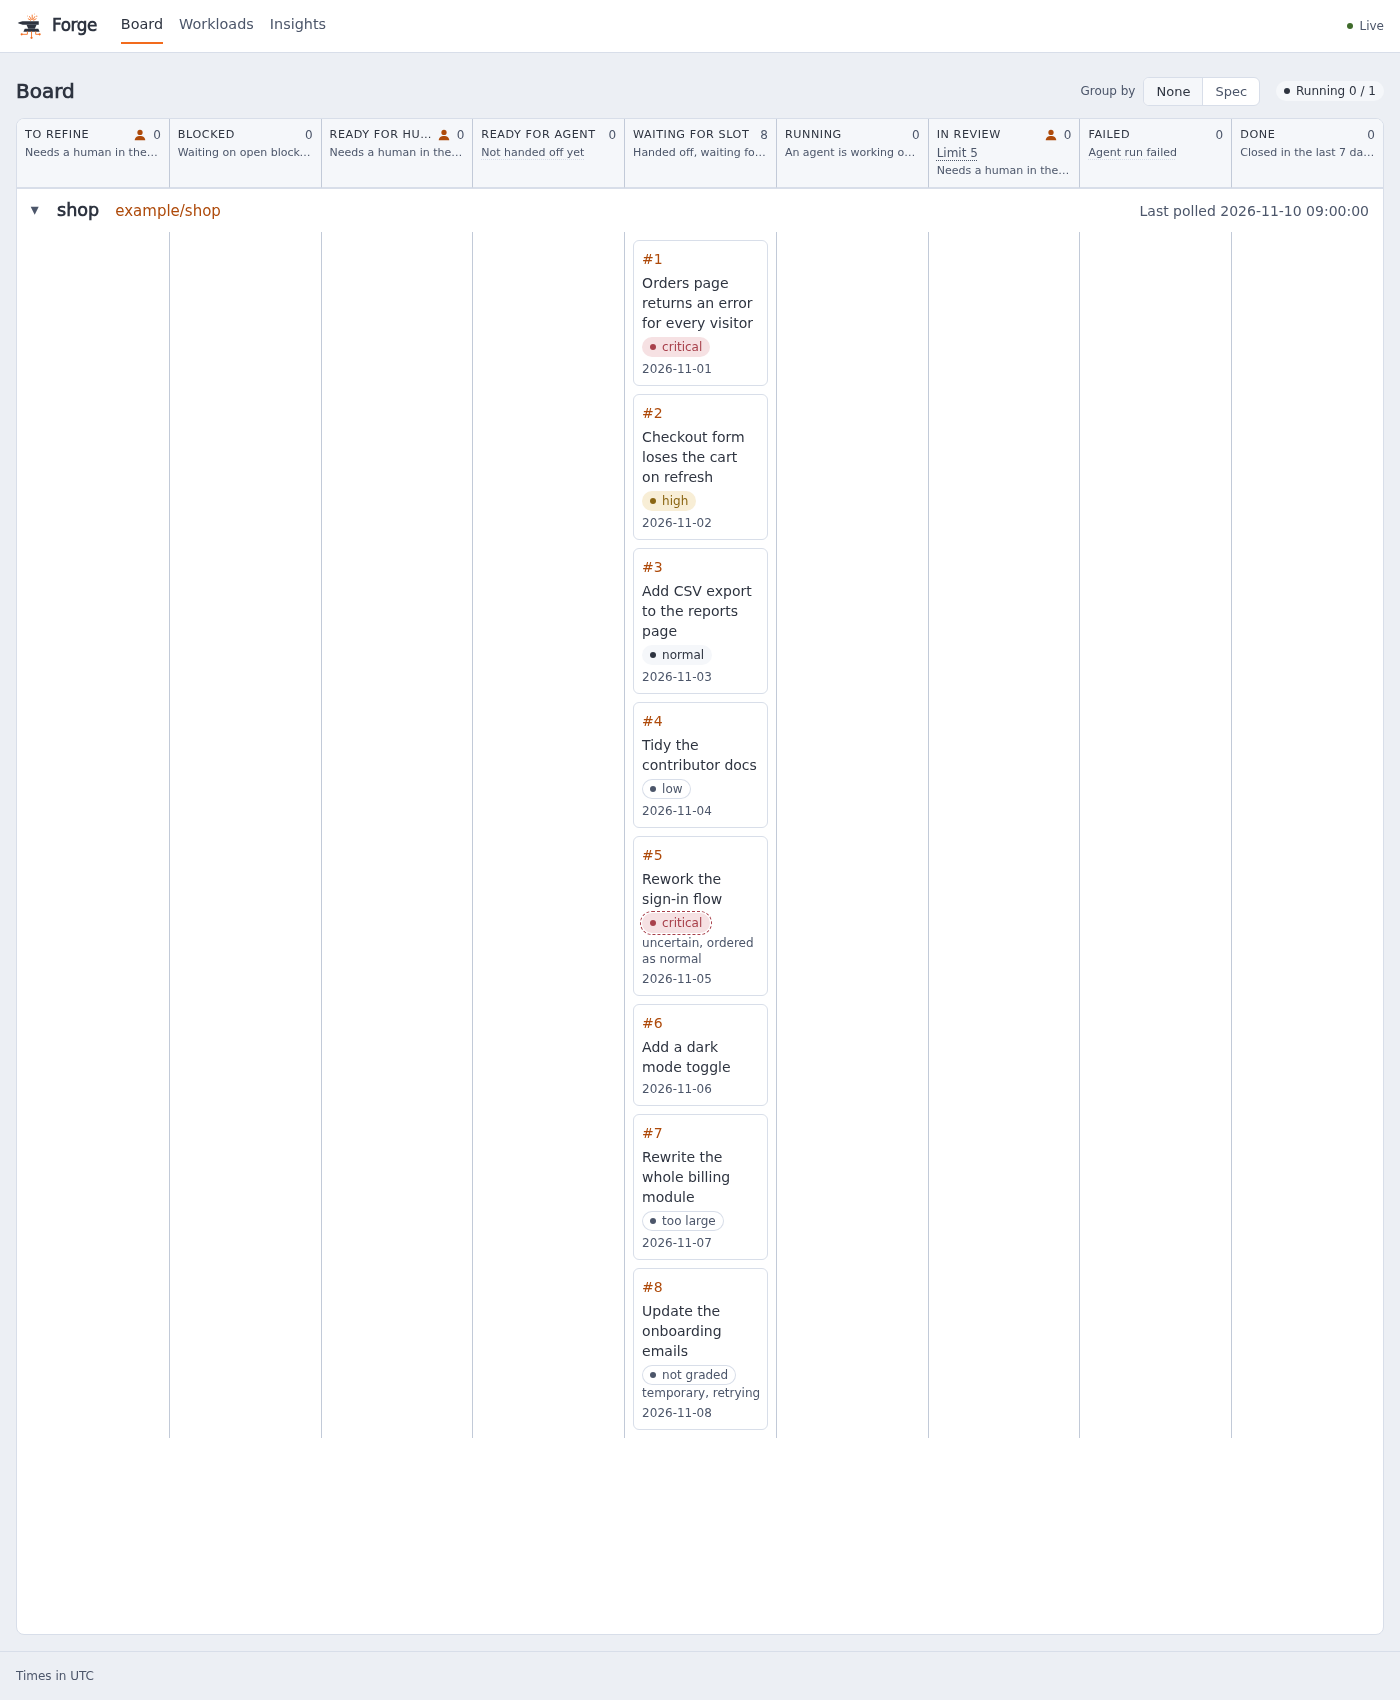 Forge Board Workloads Insights Live
Board Group by None Spec Running 0 / 1
TO REFINE 0 BLOCKED 0 READY FOR HU... 0 READY FOR AGENT 0 WAITING FOR SLOT 8 RUNNING 0 IN REVIEW 0 FAILED 0 DONE 0
Needs a human in the... Waiting on open block... Needs a human in the... Not handed off yet Handed off, waiting fo... An agent is working o... Limit 5 Agent run failed Closed in the last 7 da...
Needs a human in the...
▼ shop example/shop Last polled 2026-11-10 09:00:00
#1
Orders page
returns an error
for every visitor
critical
2026-11-01
#2
Checkout form
loses the cart
on refresh
high
2026-11-02
#3
Add CSV export
to the reports
page
normal
2026-11-03
#4
Tidy the
contributor docs
low
2026-11-04
#5
Rework the
sign-in flow
critical
uncertain, ordered
as normal
2026-11-05
#6
Add a dark
mode toggle
2026-11-06
#7
Rewrite the
whole billing
module
too large
2026-11-07
#8
Update the
onboarding
emails
not graded
temporary, retrying
2026-11-08
Times in UTC